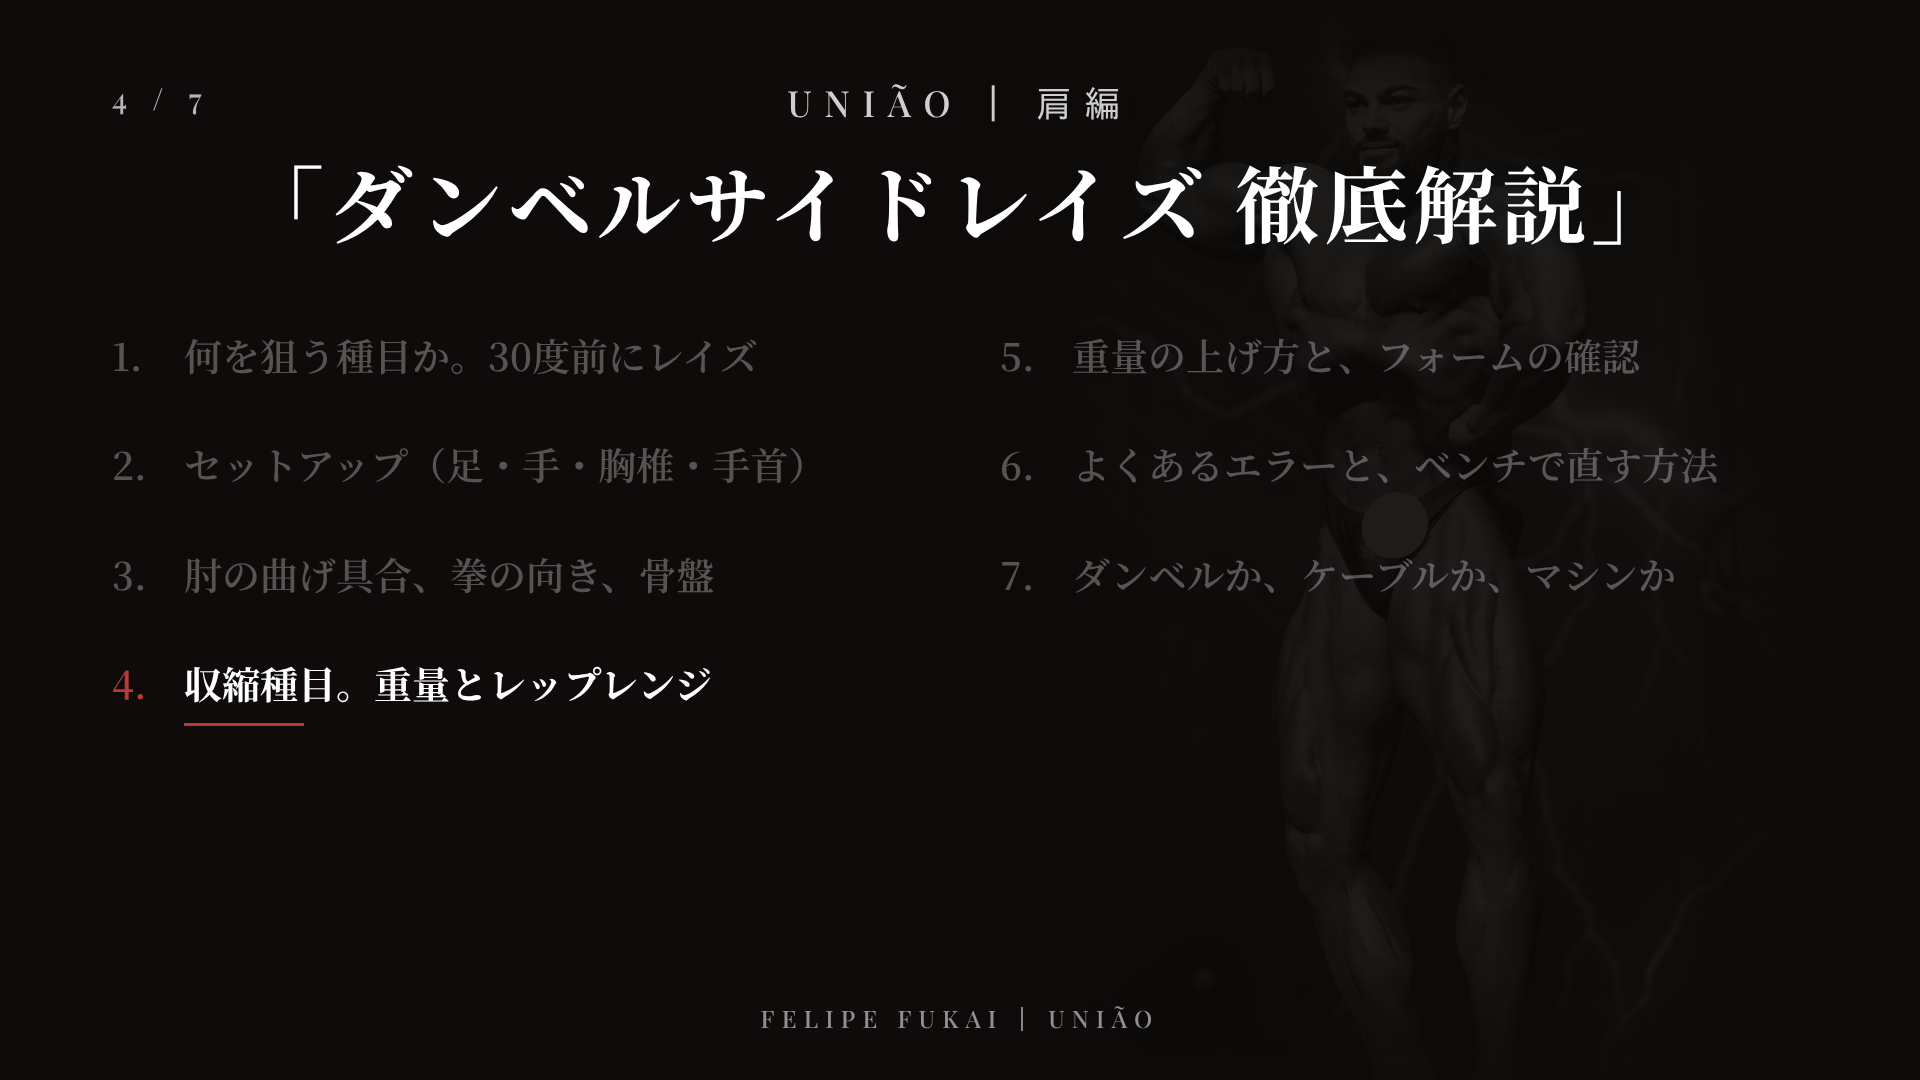 4 / 7
UNIÃO | 肩編
「ダンベルサイドレイズ 徹底解説」
1. 何を狙う種目か。30度前にレイズ
2. セットアップ（足・手・胸椎・手首）
3. 肘の曲げ具合、拳の向き、骨盤
4. 収縮種目。重量とレップレンジ
5. 重量の上げ方と、フォームの確認
6. よくあるエラーと、ベンチで直す方法
7. ダンベルか、ケーブルか、マシンか
FELIPE FUKAI | UNIÃO